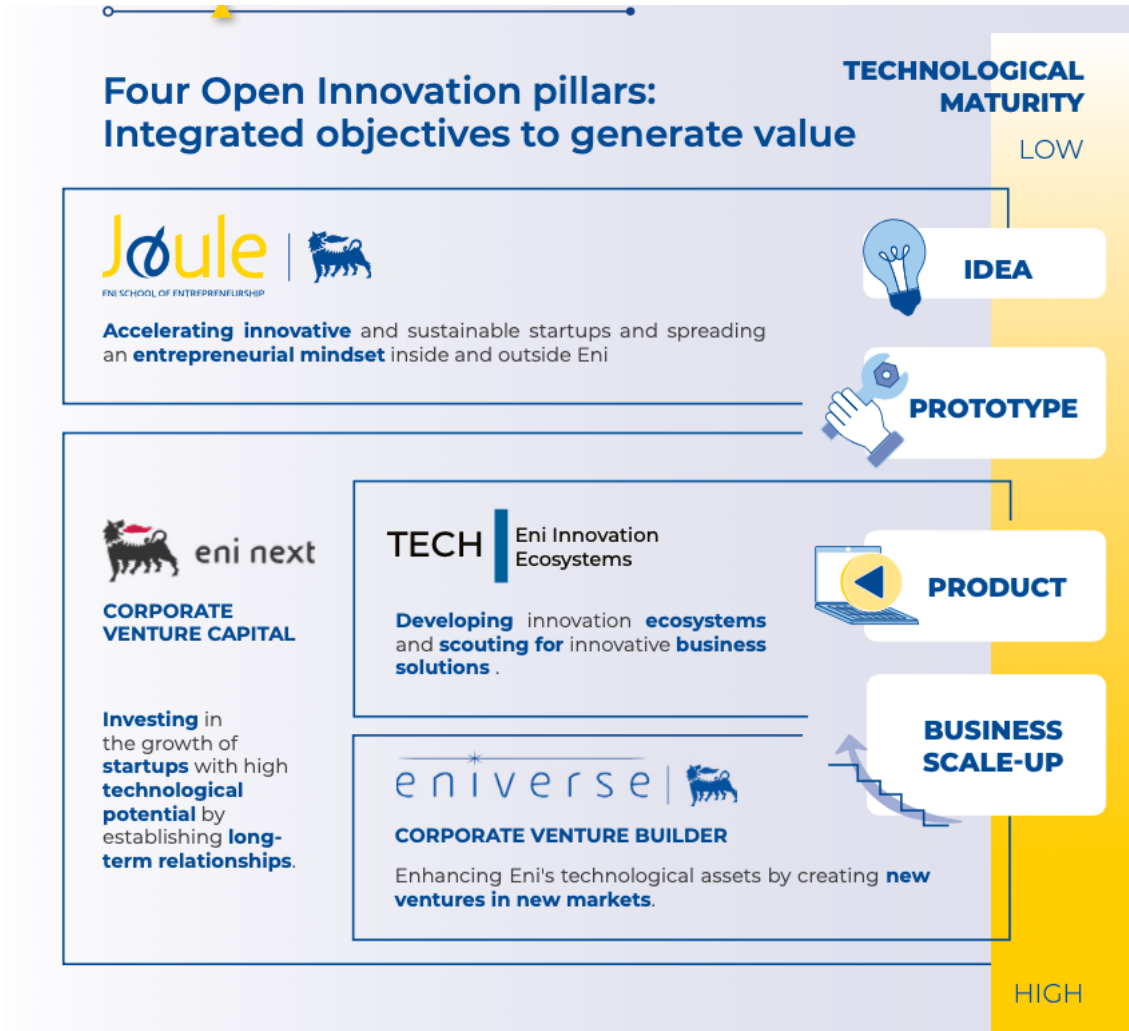 Four Open Innovation pillars:
Integrated objectives to generate value
TECHNOLOGICAL
MATURITY
LOW
Joule
ENI SCHOOL OF ENTREPRENEURSHIP
Accelerating innovative and sustainable startups and spreading
an entrepreneurial mindset inside and outside Eni
IDEA
PROTOTYPE
eni next
CORPORATE
VENTURE CAPITAL
Investing in
the growth of
startups with high
technological
potential by
establishing long-
term relationships.
TECH
Eni Innovation
Ecosystems
Developing innovation ecosystems
and scouting for innovative business
solutions .
PRODUCT
BUSINESS
SCALE-UP
eniverse
CORPORATE VENTURE BUILDER
Enhancing Eni's technological assets by creating new
ventures in new markets.
HIGH